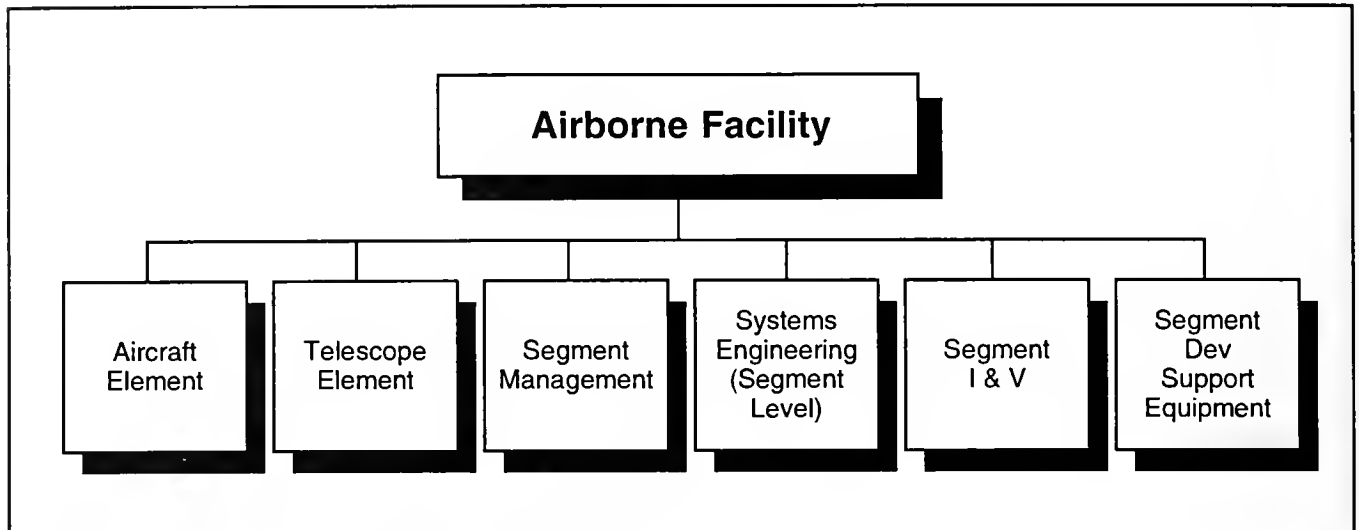 Airborne Facility
Aircraft
Element
Telescope
Element
Segment
Management
Systems
Engineering
(Segment
Level)
Segment
I & V
Segment
Dev
Support
Equipment